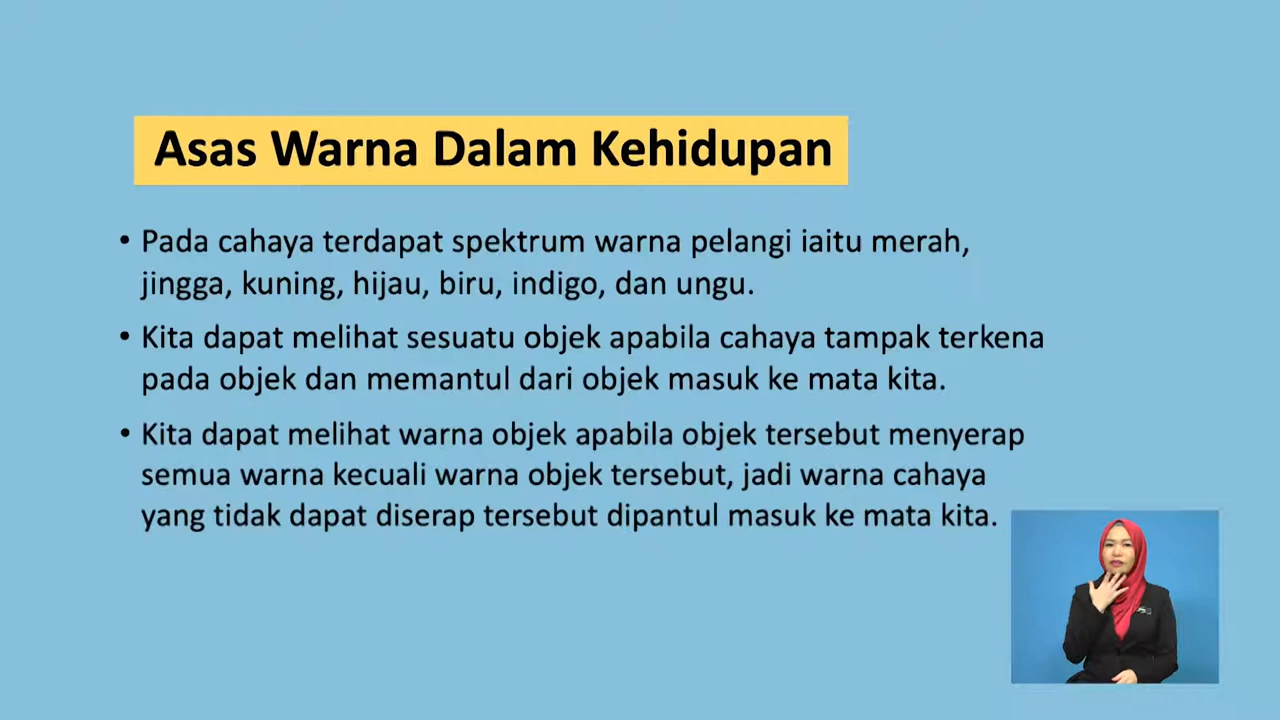 Asas Warna Dalam Kehidupan
• Pada cahaya terdapat spektrum warna pelangi iaitu merah,
jingga, kuning, hijau, biru, indigo, dan ungu.
• Kita dapat melihat sesuatu objek apabila cahaya tampak terkena
pada objek dan memantul dari objek masuk ke mata kita.
• Kita dapat melihat warna objek apabila objek tersebut menyerap
semua warna kecuali warna objek tersebut, jadi warna cahaya
yang tidak dapat diserap tersebut dipantul masuk ke mata kita.